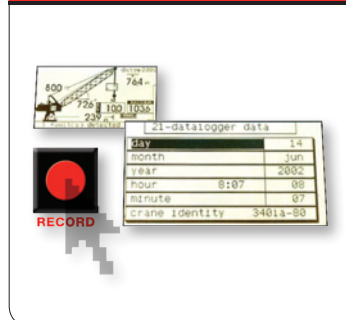 764
800
726
100 1036
239
21-datalogger data
day 14
month jun
year 2002
hour 8:07 08
minute 07
crane identity 3401a-80
RECORD